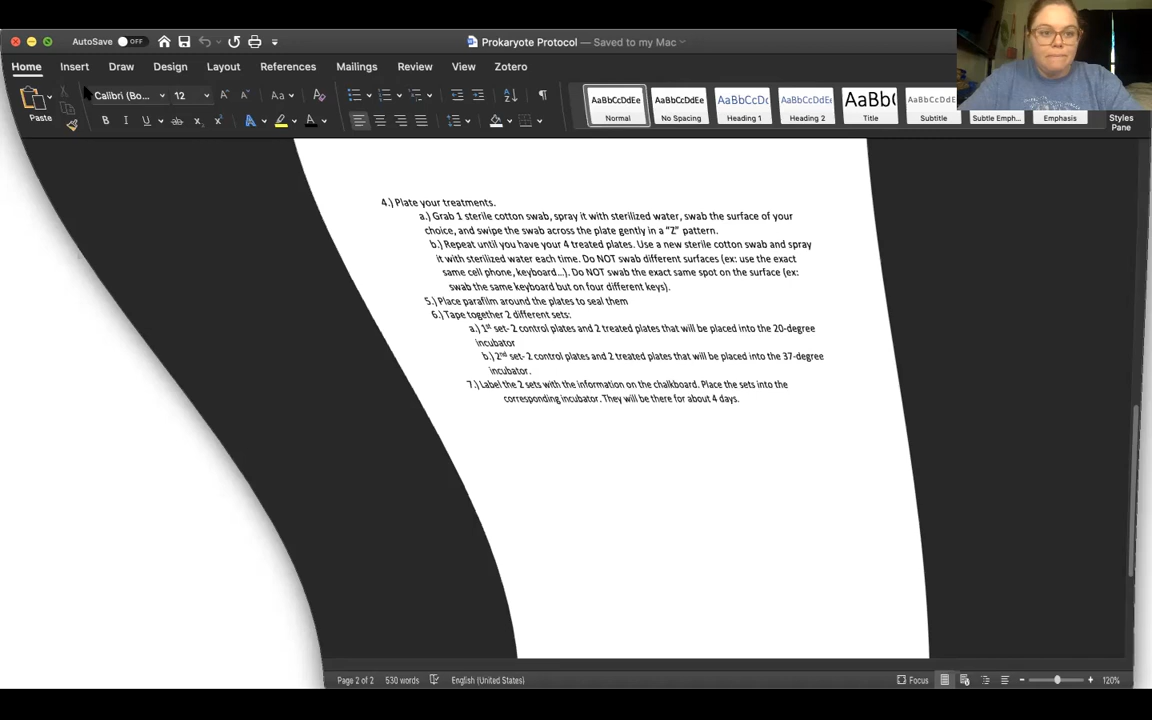 AutoSave OFF Prokaryote Protocol — Saved to my Mac
Home Insert Draw Design Layout References Mailings Review View Zotero
Paste Calibri (Bo... 12
AaBbCcDdEe AaBbCcDdEe AaBbCcDc AaBbCcDdEe AaBb( AaBbCcDdEe AaBbCcDdEe AaBbCcDdEe
Normal No Spacing Heading 1 Heading 2 Title Subtitle Subtle Emph... Emphasis Styles Pane
4.) Plate your treatments.
a.) Grab 1 sterile cotton swab, spray it with sterilized water, swab the surface of your
choice, and swipe the swab across the plate gently in a "Z" pattern.
b.) Repeat until you have your 4 treated plates. Use a new sterile cotton swab and spray
it with sterilized water each time. Do NOT swab different surfaces (ex: use the exact
same cell phone, keyboard...). Do NOT swab the exact same spot on the surface (ex:
swab the same keyboard but on four different keys).
5.) Place parafilm around the plates to seal them
6.) Tape together 2 different sets:
a.) 1st set- 2 control plates and 2 treated plates that will be placed into the 20-degree
incubator
b.) 2nd set- 2 control plates and 2 treated plates that will be placed into the 37-degree
incubator.
7.) Label the 2 sets with the information on the chalkboard. Place the sets into the
corresponding incubator. They will be there for about 4 days.
Page 2 of 2 530 words English (United States) Focus 120%